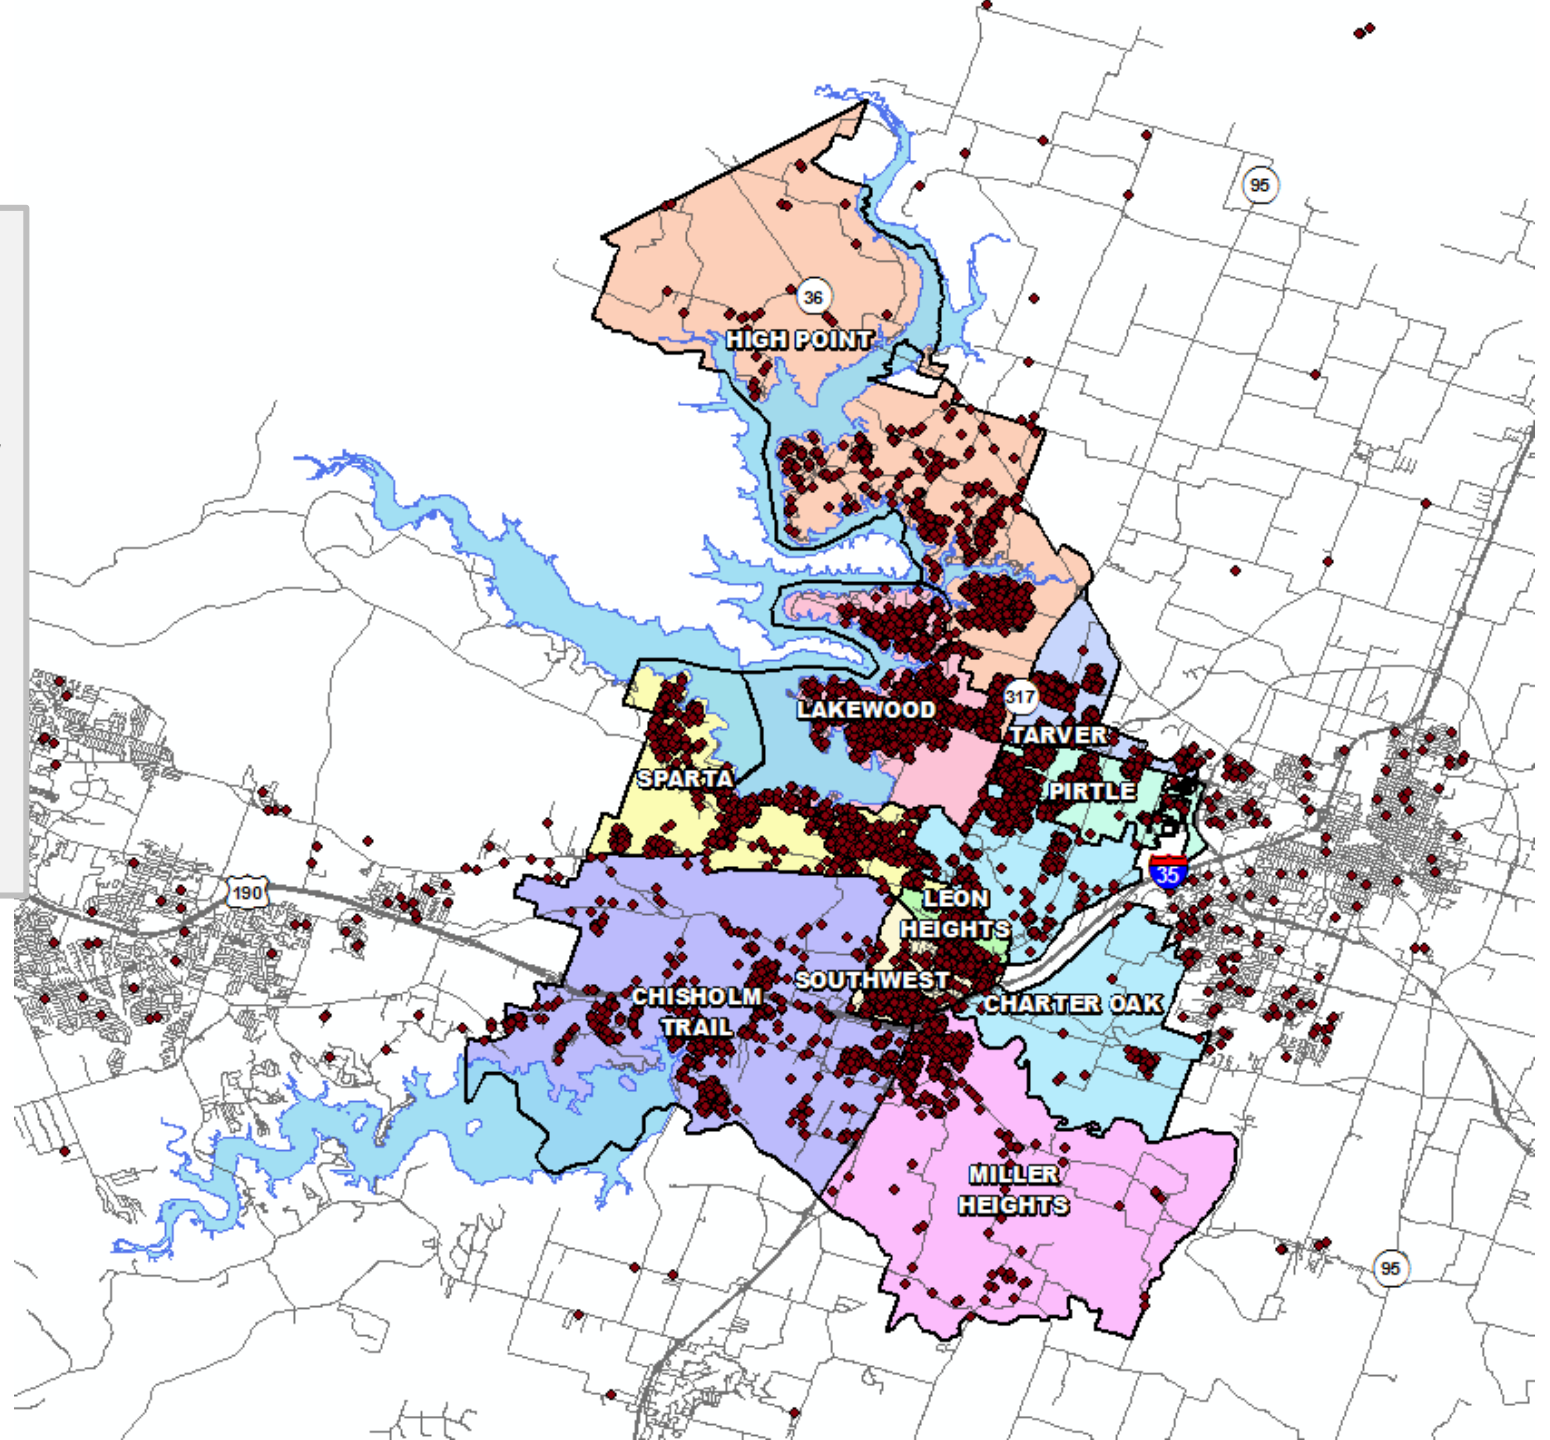 95
36
HIGH POINT
317
LAKEWOOD
TARVER
SPARTA
PIRTLE
35
190
LEON
HEIGHTS
SOUTHWEST
CHISHOLM
TRAIL
CHARTER OAK
MILLER
HEIGHTS
95